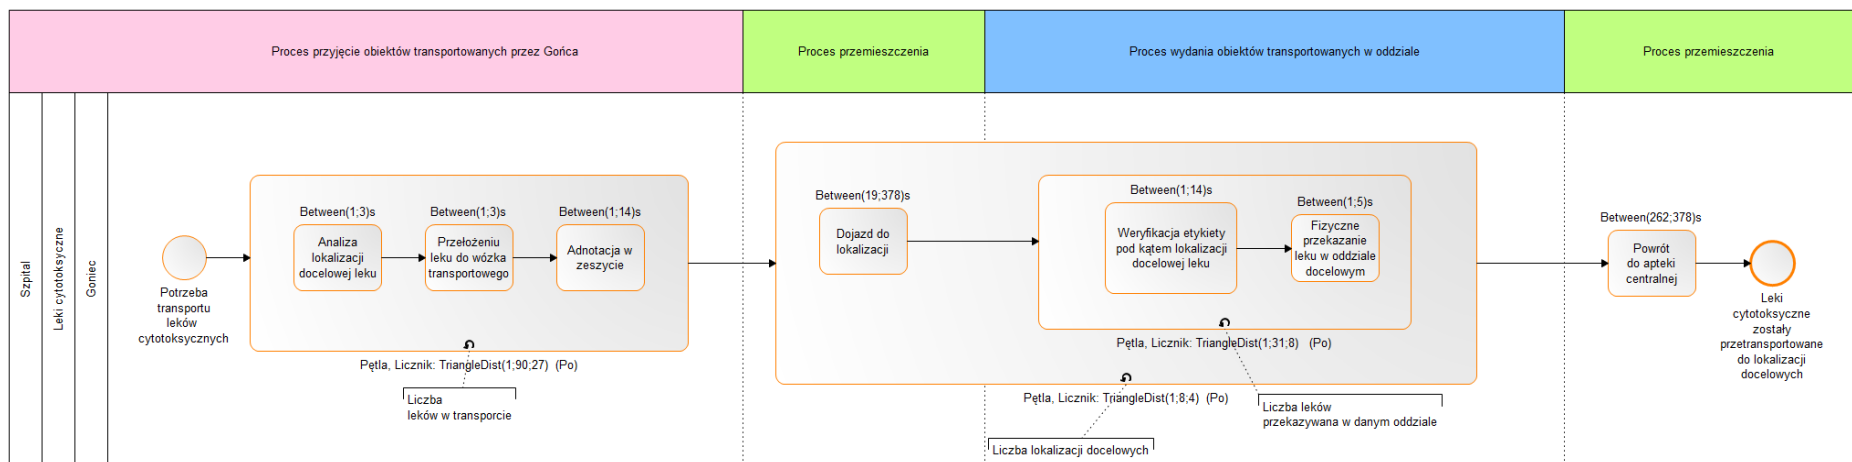 Proces przyjęcie obiektów transportowanych przez Gońca
Proces przemieszczenia
Proces wydania obiektów transportowanych w oddziale
Proces przemieszczenia
Szpital
Leki cytotoksyczne
Goniec
Potrzeba
transportu
leków
cytotoksycznych
Between(1;3)s
Analiza
lokalizacji
docelowej leku
Between(1;3)s
Przełożeniu
leku do wózka
transportowego
Between(1;14)s
Adnotacja w
zeszycie
Pętla, Licznik: TriangleDist(1;90;27) (Po)
Liczba
leków w transporcie
Between(19;378)s
Dojazd do
lokalizacji
Between(1;14)s
Weryfikacja etykiety
pod kątem lokalizacji
docelowej leku
Between(1;5)s
Fizyczne
przekazanie
leku w oddziale
docelowym
Pętla, Licznik: TriangleDist(1;31;8) (Po)
Pętla, Licznik: TriangleDist(1;8;4) (Po)
Liczba leków
przekazywana w danym oddziale
Liczba lokalizacji docelowych
Between(262;378)s
Powrót
do apteki
centralnej
Leki
cytotoksyczne
zostały
przetransportowane
do lokalizacji
docelowych